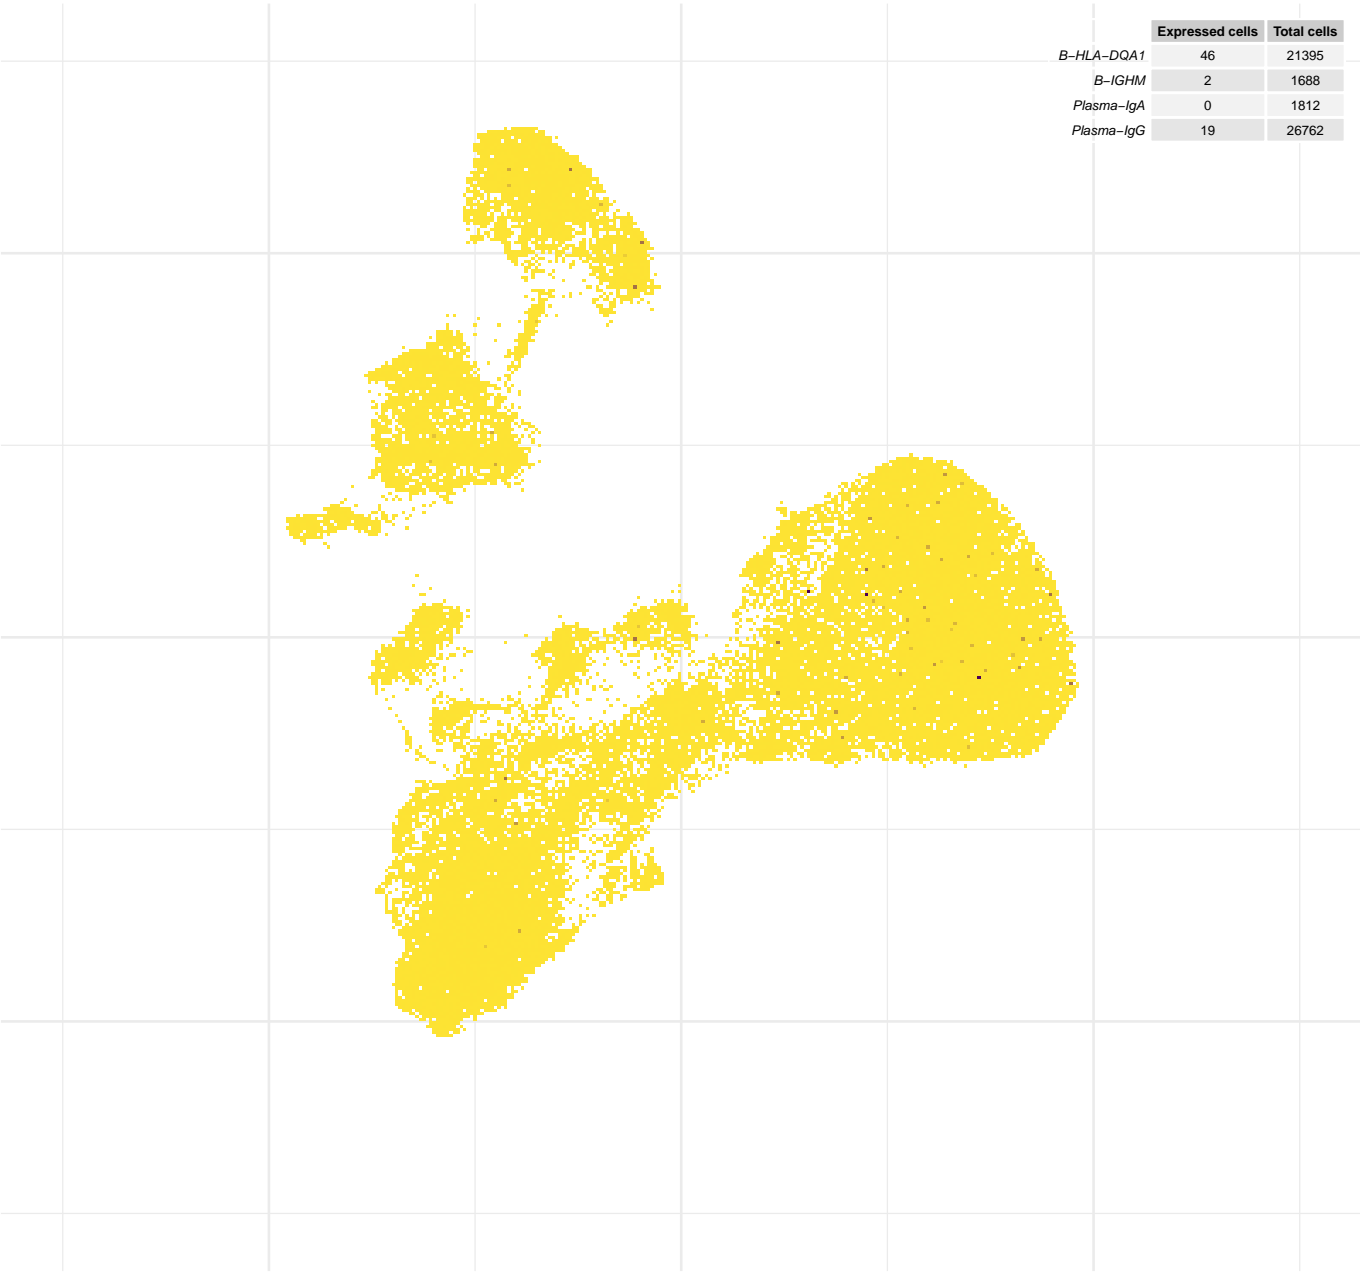 Expressed cells Total cells
B−HLA−DQA1 46 21395
B−IGHM 2 1688
Plasma−IgA 0 1812
Plasma−IgG 19 26762